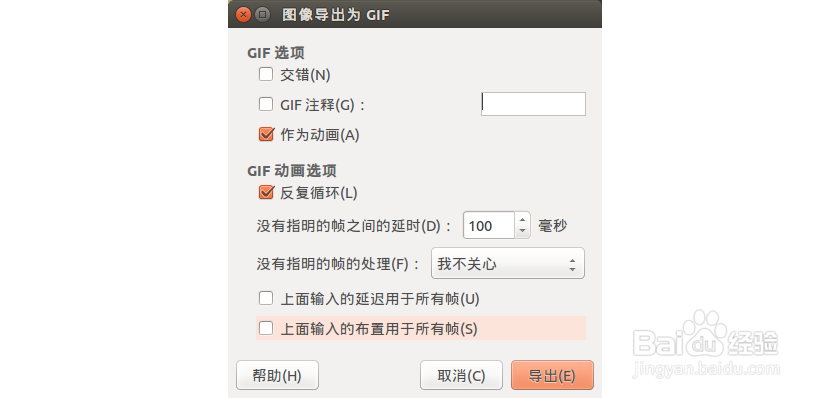 图像导出为 GIF
GIF 选项
交错(N)
GIF 注释(G)：
作为动画(A)
GIF 动画选项
反复循环(L)
没有指明的帧之间的延时(D)： 100 毫秒
没有指明的帧的处理(F)： 我不关心
上面输入的延迟用于所有帧(U)
上面输入的布置用于所有帧(S)
帮助(H) 取消(C) 导出(E)
Baidu 经验
jingyan.baidu.com